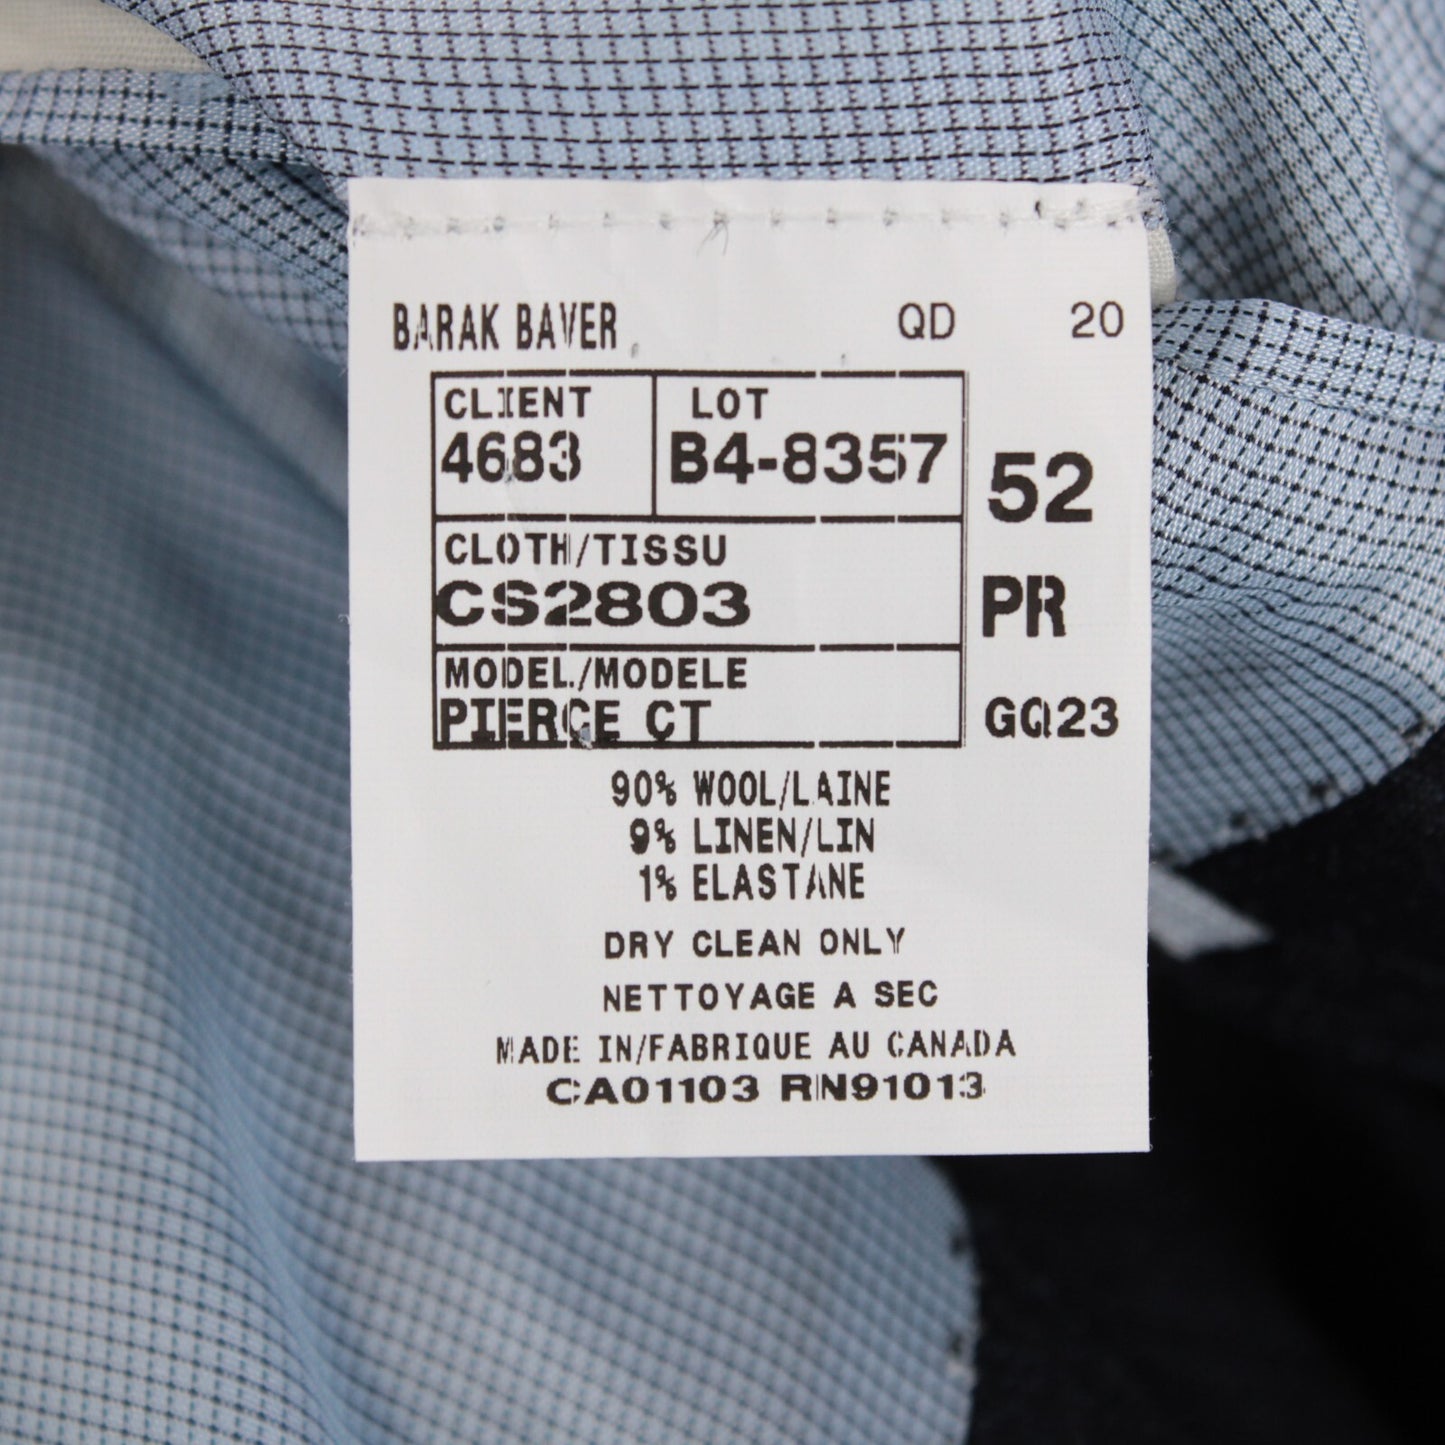 BARAK BAVER QD 20
CLIENT LOT
4683 B4-8357 52
CLOTH/TISSU
CS2803 PR
MODEL/MODELE
PIERCE CT GQ23
90% WOOL/LAINE
9% LINEN/LIN
1% ELASTANE
DRY CLEAN ONLY
NETTOYAGE A SEC
MADE IN/FABRIQUE AU CANADA
CA01103 RN91013